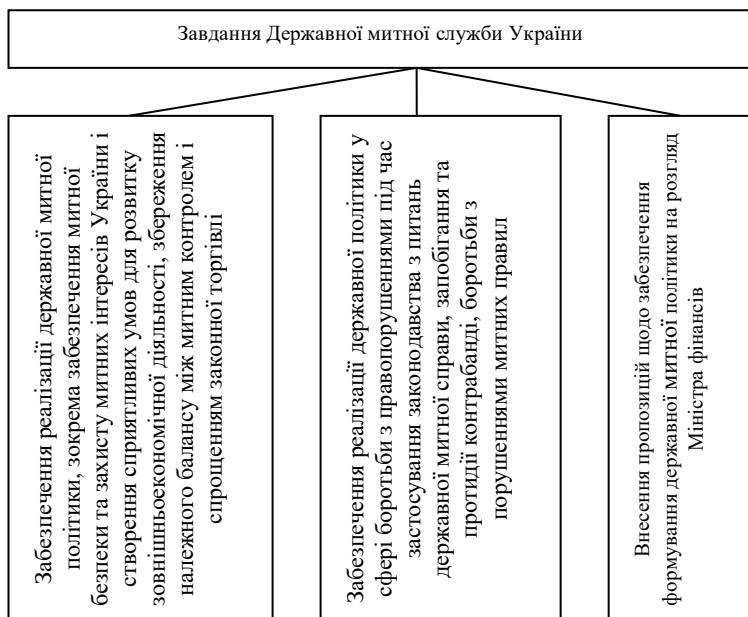 Завдання Державної митної служби України
Забезпечення реалізації державної митної
політики, зокрема забезпечення митної
безпеки та захисту митних інтересів України і
створення сприятливих умов для розвитку
зовнішньоекономічної діяльності, збереження
належного балансу між митним контролем і
спрощенням законної торгівлі
Забезпечення реалізації державної політики у
сфері боротьби з правопорушеннями під час
застосування законодавства з питань
державної митної справи, запобігання та
протидії контрабанді, боротьби з
порушеннями митних правил
Внесення пропозицій щодо забезпечення
формування державної митної політики на розгляд
Міністра фінансів